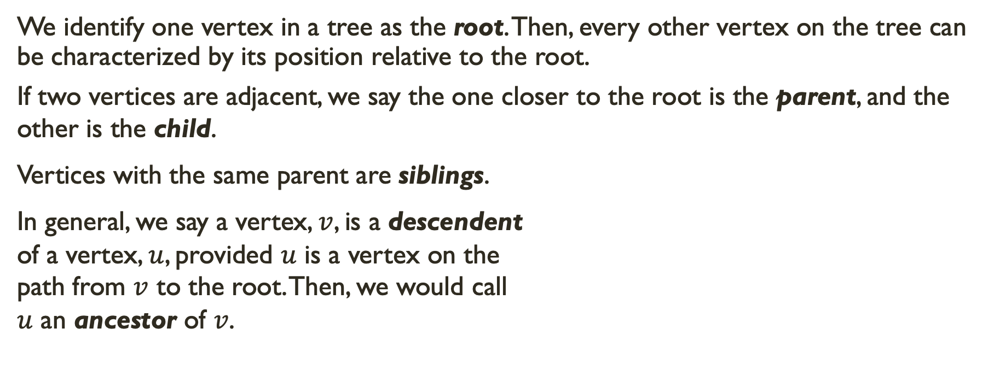 We identify one vertex in a tree as the root. Then, every other vertex on the tree can
be characterized by its position relative to the root.
If two vertices are adjacent, we say the one closer to the root is the parent, and the
other is the child.
Vertices with the same parent are siblings.
In general, we say a vertex, 𝑣, is a descendent
of a vertex, 𝑢, provided 𝑢 is a vertex on the
path from 𝑣 to the root. Then, we would call
𝑢 an ancestor of 𝑣.